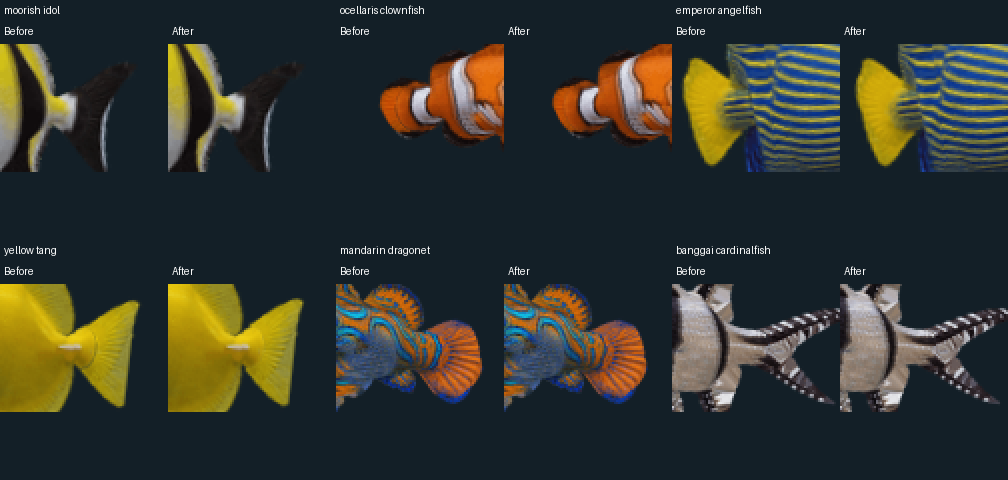 moorish idol
Before
After
ocellaris clownfish
Before
After
emperor angelfish
Before
After
yellow tang
Before
After
mandarin dragonet
Before
After
banggai cardinalfish
Before
After